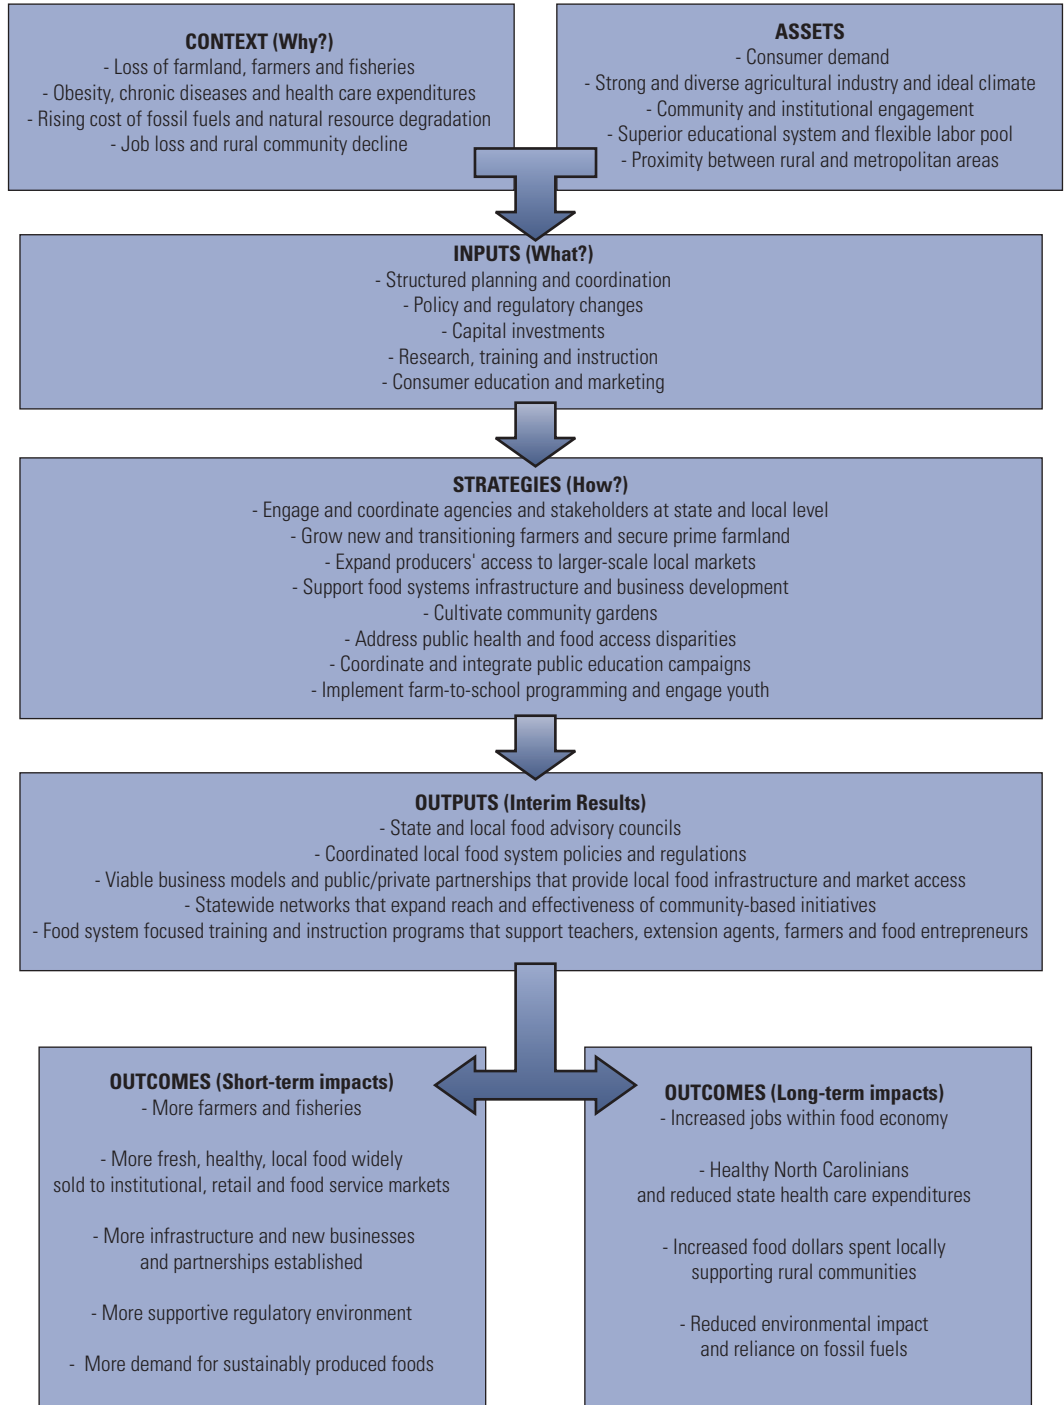 CONTEXT (Why?)
- Loss of farmland, farmers and fisheries
- Obesity, chronic diseases and health care expenditures
- Rising cost of fossil fuels and natural resource degradation
- Job loss and rural community decline
ASSETS
- Consumer demand
- Strong and diverse agricultural industry and ideal climate
- Community and institutional engagement
- Superior educational system and flexible labor pool
- Proximity between rural and metropolitan areas
INPUTS (What?)
- Structured planning and coordination
- Policy and regulatory changes
- Capital investments
- Research, training and instruction
- Consumer education and marketing
STRATEGIES (How?)
- Engage and coordinate agencies and stakeholders at state and local level
- Grow new and transitioning farmers and secure prime farmland
- Expand producers' access to larger-scale local markets
- Support food systems infrastructure and business development
- Cultivate community gardens
- Address public health and food access disparities
- Coordinate and integrate public education campaigns
- Implement farm-to-school programming and engage youth
OUTPUTS (Interim Results)
- State and local food advisory councils
- Coordinated local food system policies and regulations
- Viable business models and public/private partnerships that provide local food infrastructure and market access
- Statewide networks that expand reach and effectiveness of community-based initiatives
- Food system focused training and instruction programs that support teachers, extension agents, farmers and food entrepreneurs
OUTCOMES (Short-term impacts)
- More farmers and fisheries
- More fresh, healthy, local food widely
sold to institutional, retail and food service markets
- More infrastructure and new businesses
and partnerships established
- More supportive regulatory environment
- More demand for sustainably produced foods
OUTCOMES (Long-term impacts)
- Increased jobs within food economy
- Healthy North Carolinians
and reduced state health care expenditures
- Increased food dollars spent locally
supporting rural communities
- Reduced environmental impact
and reliance on fossil fuels